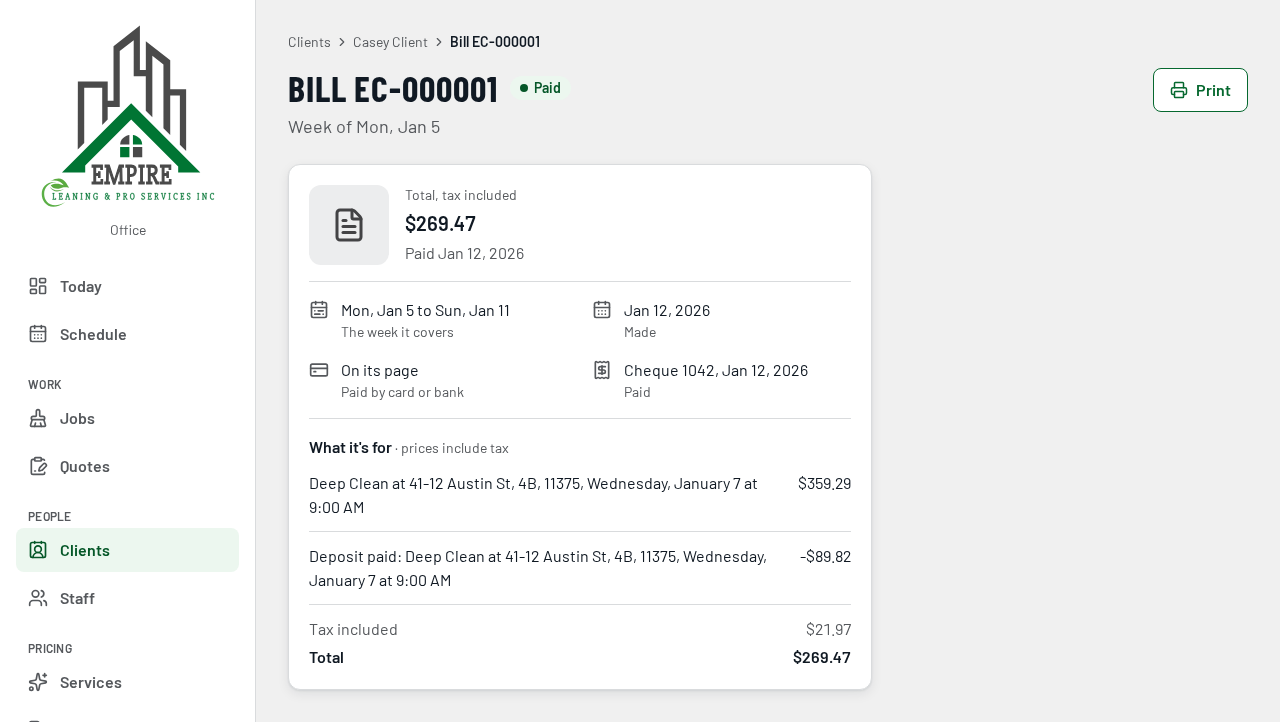 EMPIRE
LEANING & PRO SERVICES INC
Office
Today
Schedule
WORK
Jobs
Quotes
PEOPLE
Clients
Staff
PRICING
Services
Clients > Casey Client > Bill EC-000001
BILL EC-000001
Paid
Print
Week of Mon, Jan 5
Total, tax included
$269.47
Paid Jan 12, 2026
Mon, Jan 5 to Sun, Jan 11
The week it covers
Jan 12, 2026
Made
On its page
Paid by card or bank
Cheque 1042, Jan 12, 2026
Paid
What it's for · prices include tax
Deep Clean at 41-12 Austin St, 4B, 11375, Wednesday, January 7 at $359.29
9:00 AM
Deposit paid: Deep Clean at 41-12 Austin St, 4B, 11375, Wednesday, -$89.82
January 7 at 9:00 AM
Tax included $21.97
Total $269.47